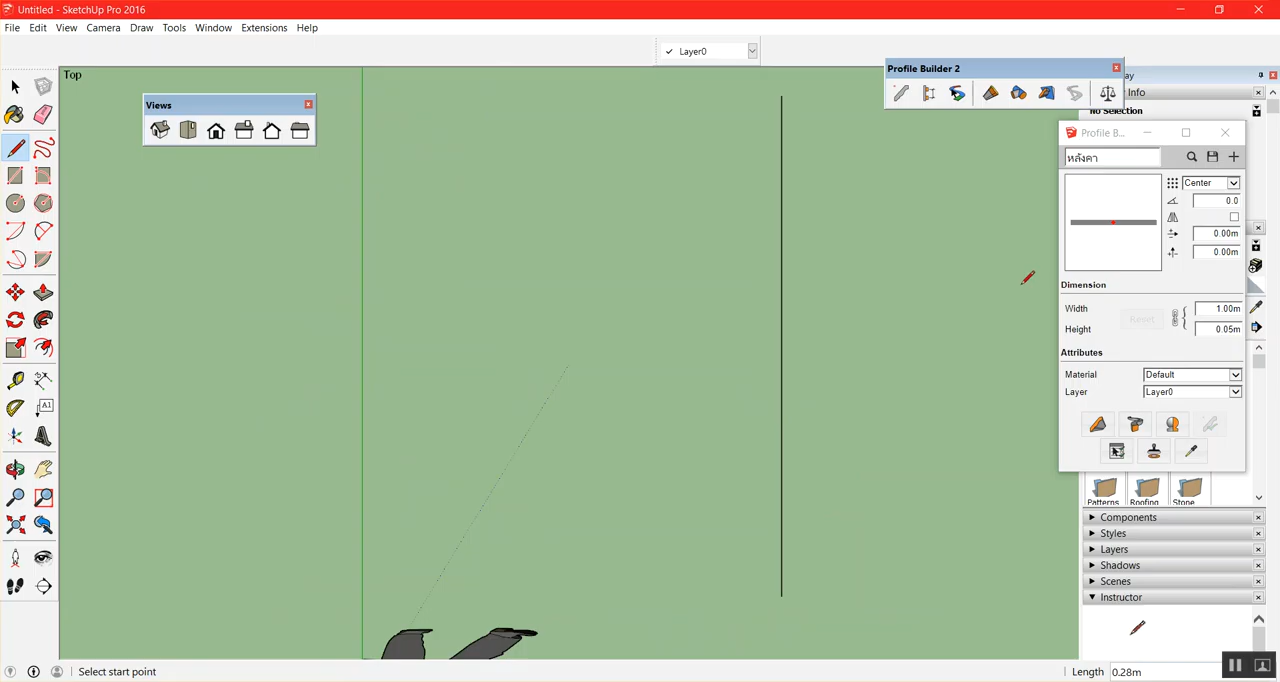 Untitled - SketchUp Pro 2016
File Edit View Camera Draw Tools Window Extensions Help
Layer0
Top
Views
Profile Builder 2
ay
Info
No Selection
Profile B...
หลังคา
Center
0.0
0.00m
0.00m
Dimension
Width 1.00m
Reset
Height 0.05m
Attributes
Material Default
Layer Layer0
Patterns Roofing Stone
Components
Styles
Layers
Shadows
Scenes
Instructor
A1
Select start point
Length 0.28m